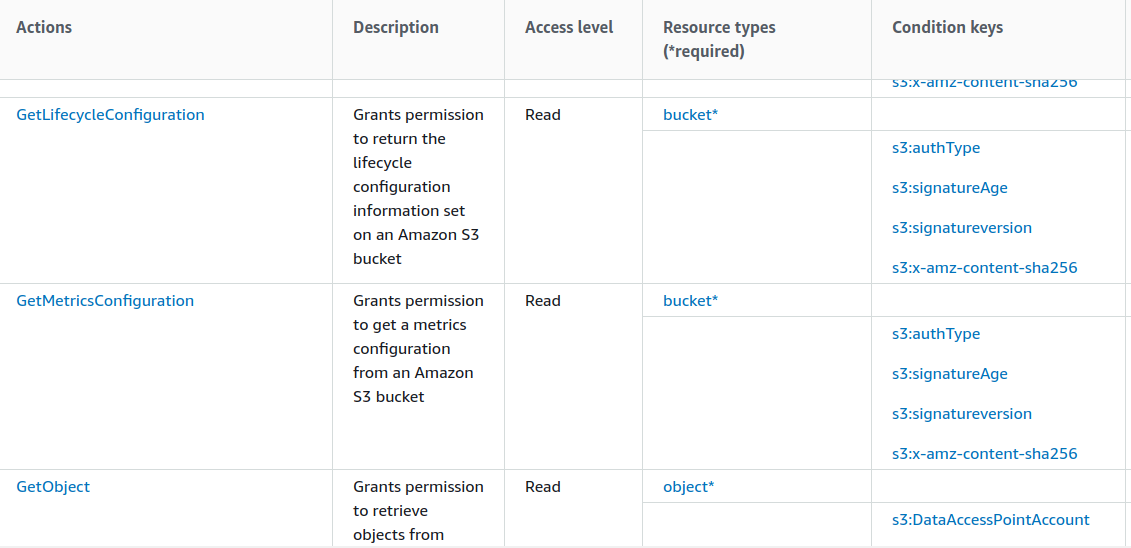 Actions
Description
Access level
Resource types
(*required)
Condition keys
s3:x-amz-content-sha256
GetLifecycleConfiguration
Grants permission
to return the
lifecycle
configuration
information set
on an Amazon S3
bucket
Read
bucket*
s3:authType
s3:signatureAge
s3:signatureversion
s3:x-amz-content-sha256
GetMetricsConfiguration
Grants permission
to get a metrics
configuration
from an Amazon
S3 bucket
Read
bucket*
s3:authType
s3:signatureAge
s3:signatureversion
s3:x-amz-content-sha256
GetObject
Grants permission
to retrieve
objects from
Read
object*
s3:DataAccessPointAccount